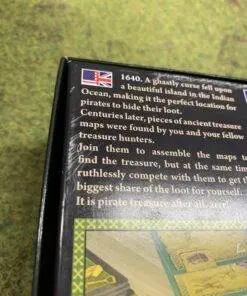 1640. A ghastly curse fell upon
a beautiful island in the Indian
Ocean, making it the perfect location for
pirates to hide their loot.
Centuries later, pieces of ancient treasure
maps were found by you and your fellow
treasure hunters.
Join them to assemble the maps to
find the treasure, but at the same time
ruthlessly compete with them to get the
biggest share of the loot for yourself.
It is pirate treasure after all,